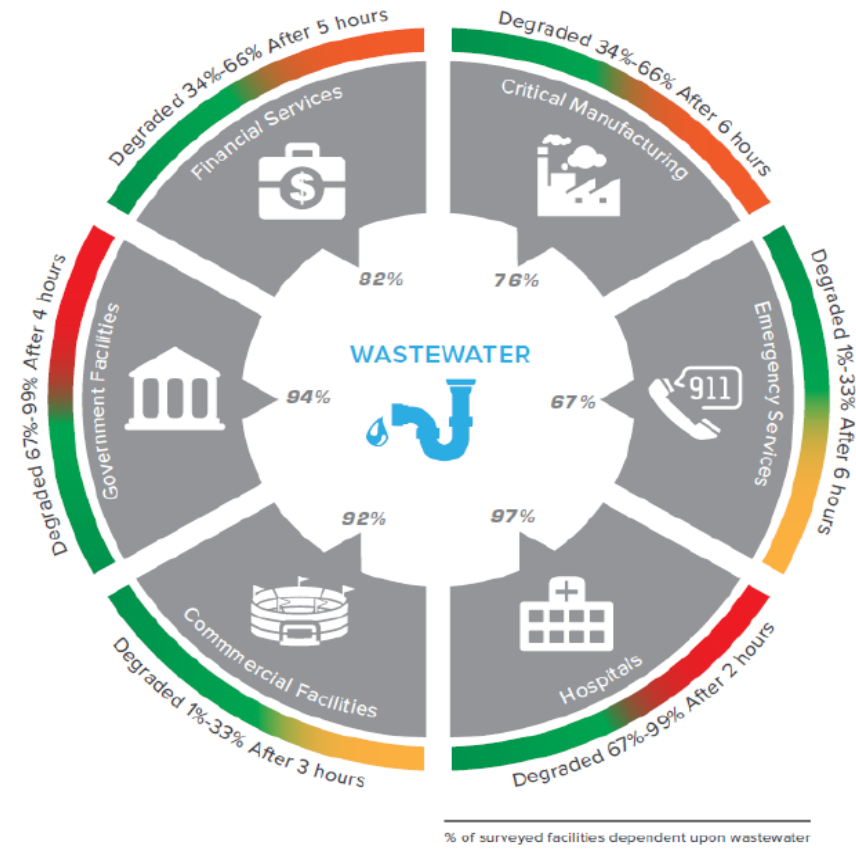 Degraded 34%-66% After 5 hours
Financial Services
$
82%
Degraded 34%-66% After 6 hours
Critical Manufacturing
76%
Degraded 67%-99% After 4 hours
Government Facilities
94%
WASTEWATER
67%
911
Emergency Services
Degraded 1%-33% After 6 hours
92%
Commmercial Facilities
Degraded 1%-33% After 3 hours
97%
Hospitals
Degraded 67%-99% After 2 hours
% of surveyed facilities dependent upon wastewater